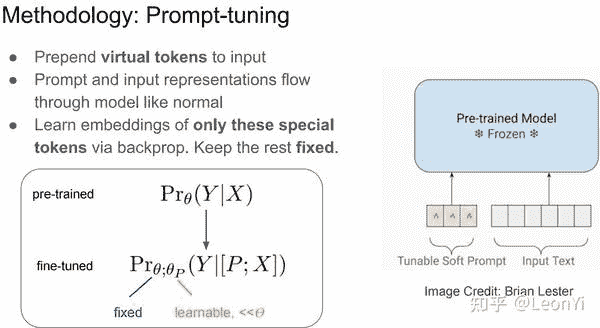 Methodology: Prompt-tuning
● Prepend virtual tokens to input
● Prompt and input representations flow
through model like normal
● Learn embeddings of only these special
tokens via backprop. Keep the rest fixed.
pre-trained
Prθ(Y|X)
fine-tuned
Prθ;θP(Y|[P; X])
fixed
learnable, <<Θ
Pre-trained Model
❄ Frozen ❄
Tunable Soft Prompt
Input Text
Image Credit: Brian Lester
知乎 @LeonYi